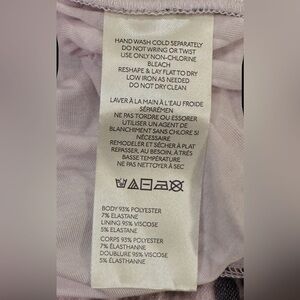 HAND WASH COLD SEPARATELY
DO NOT WRING OR TWIST
USE ONLY NON-CHLORINE
BLEACH
RESHAPE & LAY FLAT TO DRY
LOW IRON AS NEEDED
DO NOT DRY CLEAN
LAVER À LA MAIN À L'EAU FROIDE
SÉPARÉMEN
NE PAS TORDRE OU ESSORER
UTILISER UN AGENT DE
BLANCHIMENT SANS CHLORE SI
NÉCESSAIRE
REMODELER ET SÉCHER À PLAT
REPASSER, AU BESOIN, À TRÈS
BASSE TEMPÉRATURE
NE PAS NETTOYER À SEC
BODY 93% POLYESTER
7% ELASTANE
LINING 95% VISCOSE
5% ELASTANE
CORPS 93% POLYESTER
7% ÉLASTHANNE
DOUBLURE 95% VISCOSE
5% ÉLASTHANNE